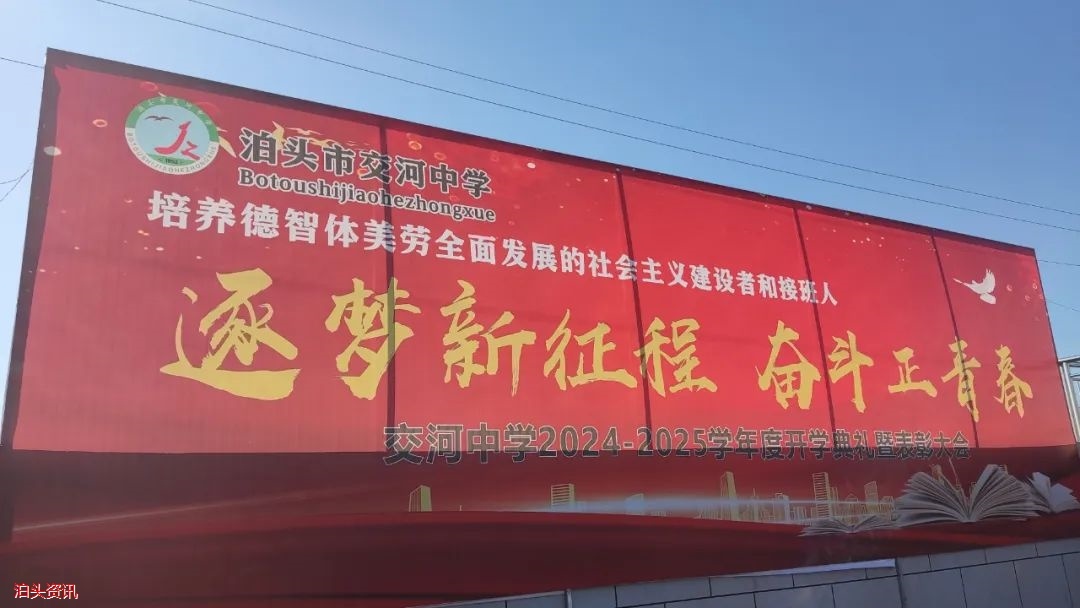 泊头市交河中学
Botoushijiaohezhongxue
培养德智体美劳全面发展的社会主义建设者和接班人
逐梦新征程 奋斗正青春
交河中学2024-2025学年度开学典礼暨表彰大会
泊头资讯